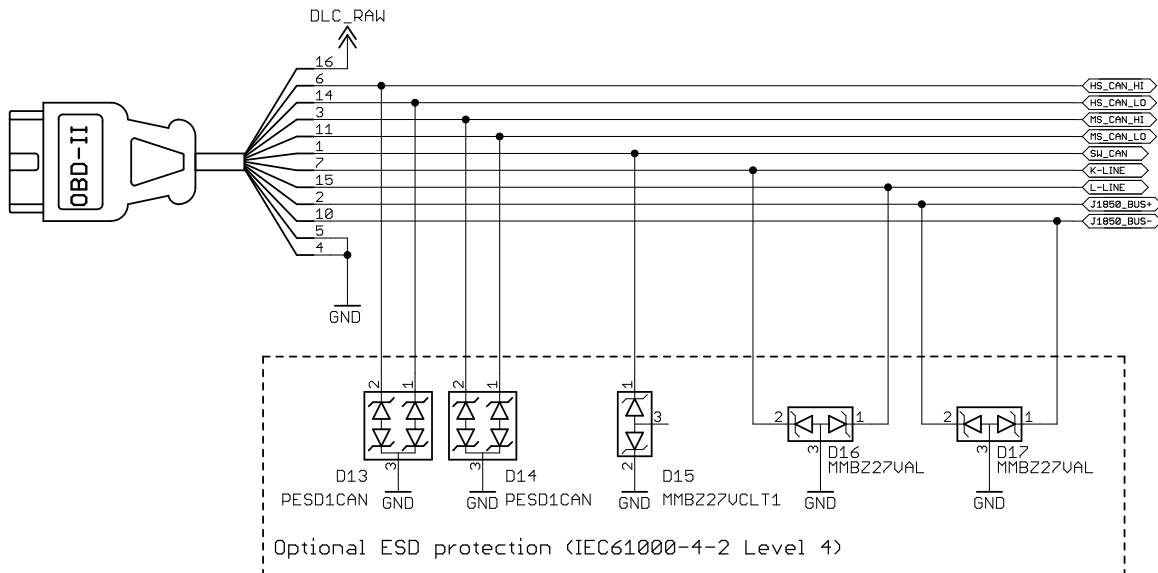 DLC_RAW
OBD-II
16
6
14
3
11
1
7
15
2
10
5
4
HS_CAN_HI
HS_CAN_LO
MS_CAN_HI
MS_CAN_LO
SW_CAN
K-LINE
L-LINE
J1850_BUS+
J1850_BUS-
GND
2 1
3
D13
PESD1CAN
GND
2 1
3
D14
PESD1CAN
GND
1
3
2
D15
MMBZ27VCLT1
GND
2 1
3
D16
MMBZ27VAL
GND
2 1
3
D17
MMBZ27VAL
GND
Optional ESD protection (IEC61000-4-2 Level 4)